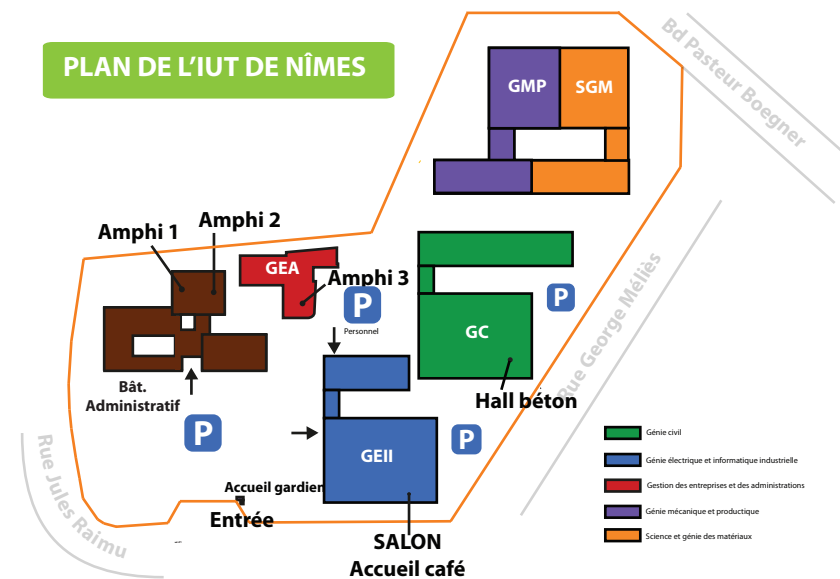 PLAN DE L'IUT DE NÎMES
Bd Pasteur Boegner
GMP
SGM
Amphi 1
Amphi 2
GEA
Amphi 3
P
Personnel
P
Rue George Méliès
GC
Hall béton
Bât.
Administratif
P
GEII
P
Rue Jules Raimu
Accueil gardien
Entrée
SALON
Accueil café
Génie civil
Génie électrique et informatique industrielle
Gestion des entreprises et des administrations
Génie mécanique et productique
Science et génie des matériaux